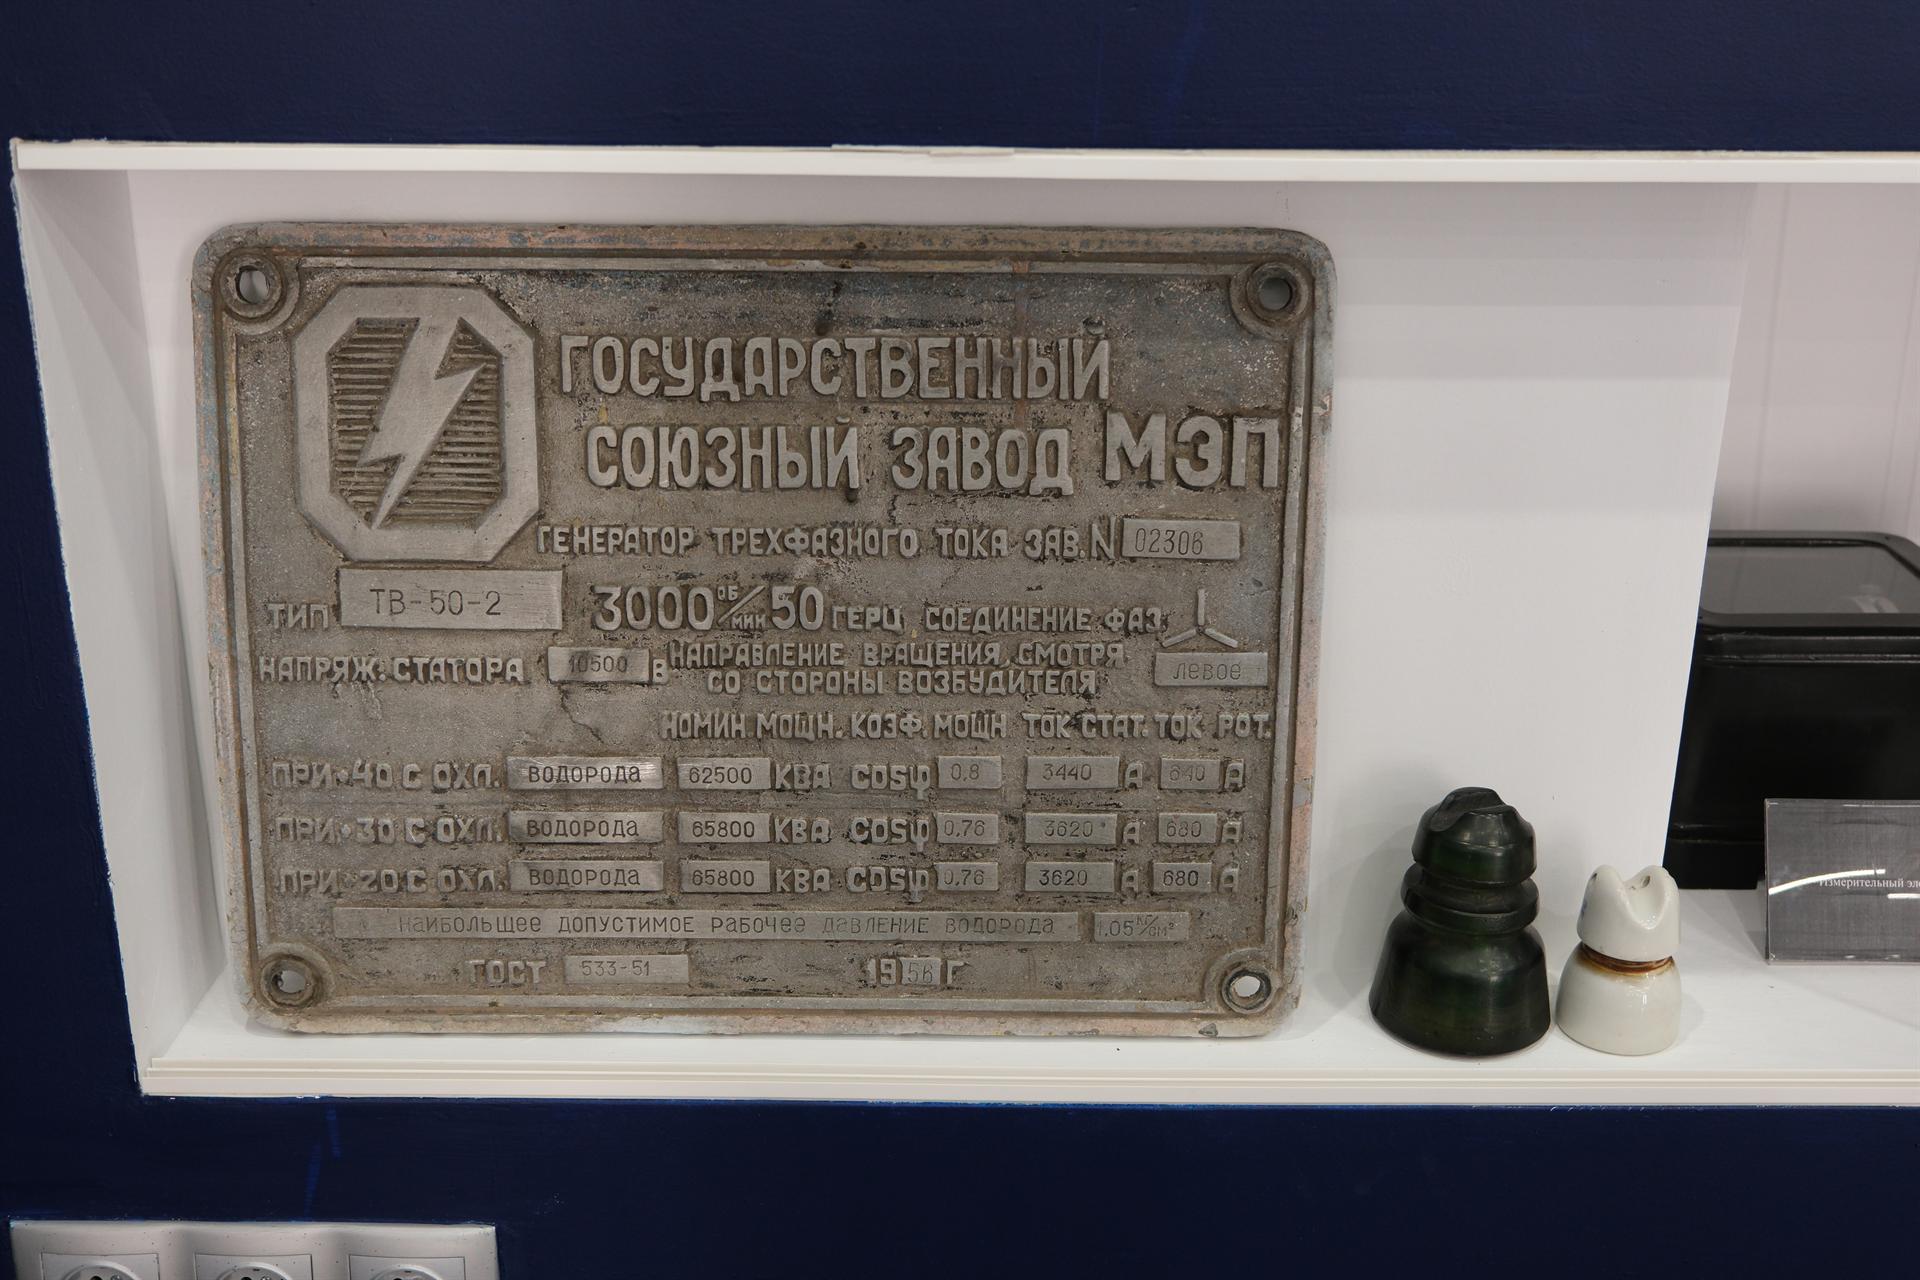 ГОСУДАРСТВЕННЫЙ
СОЮЗНЫЙ ЗАВОД МЭП
ГЕНЕРАТОР ТРЕХФАЗНОГО ТОКА ЗАВ. N 02306
ТИП ТВ-50-2 3000 ОБ/МИН 50 ГЕРЦ СОЕДИНЕНИЕ ФАЗ
НАПРЯЖ. СТАТОРА 10500 В НАПРАВЛЕНИЕ ВРАЩЕНИЯ, СМОТРЯ
СО СТОРОНЫ ВОЗБУДИТЕЛЯ левое
НОМИН. МОЩН. КОЭФ. МОЩН ТОК СТАТ. ТОК РОТ.
ПРИ+40 С ОХЛ. ВОДОРОДА 62500 КВА COSφ 0.8 3440 А 640 А
ПРИ+30 С ОХЛ. ВОДОРОДА 65800 КВА COSφ 0.76 3620 А 680 А
ПРИ+20 С ОХЛ. ВОДОРОДА 65800 КВА COSφ 0.76 3620 А 680 А
НАИБОЛЬШЕЕ ДОПУСТИМОЕ РАБОЧЕЕ ДАВЛЕНИЕ ВОДОРОДА 1.05 КГ/СМ²
ГОСТ 533-51 1956 Г
Измерительный